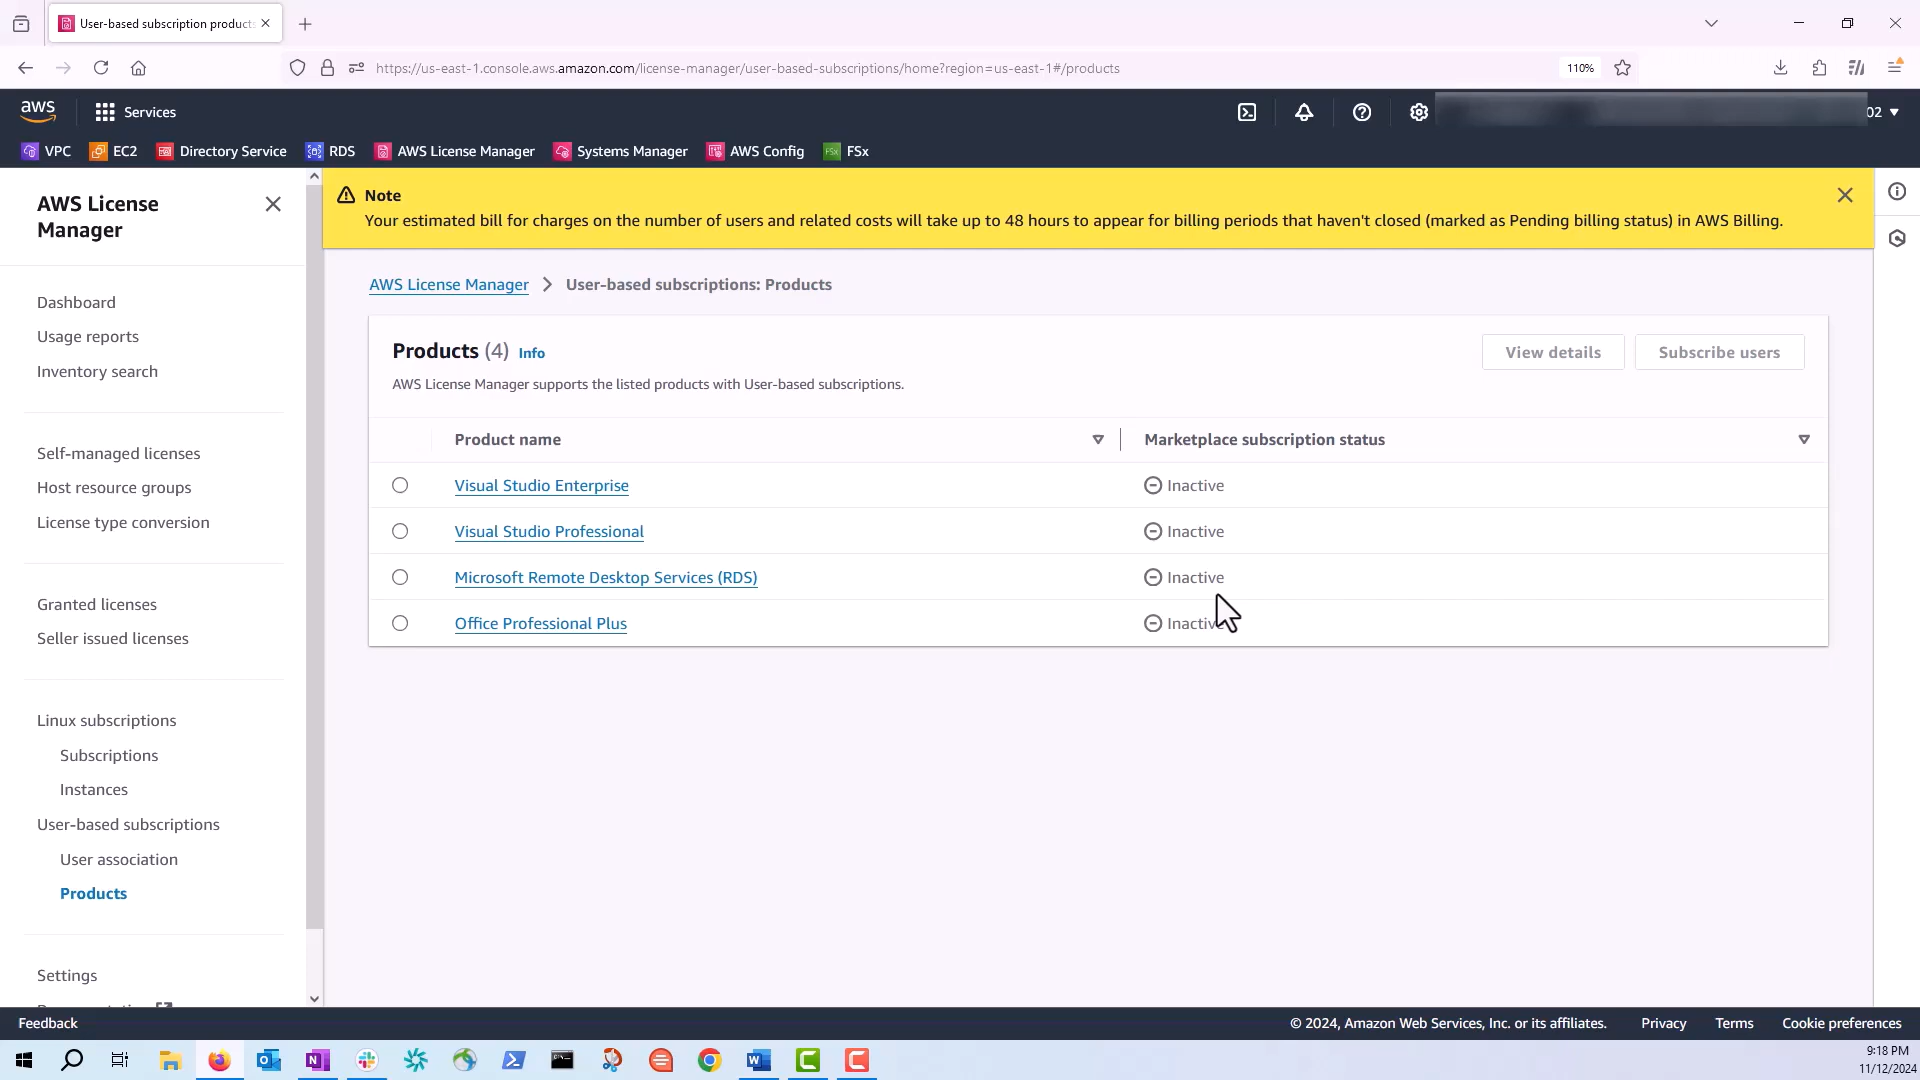 User-based subscription products
https://us-east-1.console.aws.amazon.com/license-manager/user-based-subscriptions/home?region=us-east-1#/products
110%
aws
Services
02
VPC
EC2
Directory Service
RDS
AWS License Manager
Systems Manager
AWS Config
FSx
AWS License
Manager
Dashboard
Usage reports
Inventory search
Self-managed licenses
Host resource groups
License type conversion
Granted licenses
Seller issued licenses
Linux subscriptions
Subscriptions
Instances
User-based subscriptions
User association
Products
Settings
Note
Your estimated bill for charges on the number of users and related costs will take up to 48 hours to appear for billing periods that haven't closed (marked as Pending billing status) in AWS Billing.
AWS License Manager > User-based subscriptions: Products
Products (4) Info
View details
Subscribe users
AWS License Manager supports the listed products with User-based subscriptions.
Product name
Marketplace subscription status
Visual Studio Enterprise
Inactive
Visual Studio Professional
Inactive
Microsoft Remote Desktop Services (RDS)
Inactive
Office Professional Plus
Inactive
Feedback
© 2024, Amazon Web Services, Inc. or its affiliates.
Privacy
Terms
Cookie preferences
9:18 PM
11/12/2024